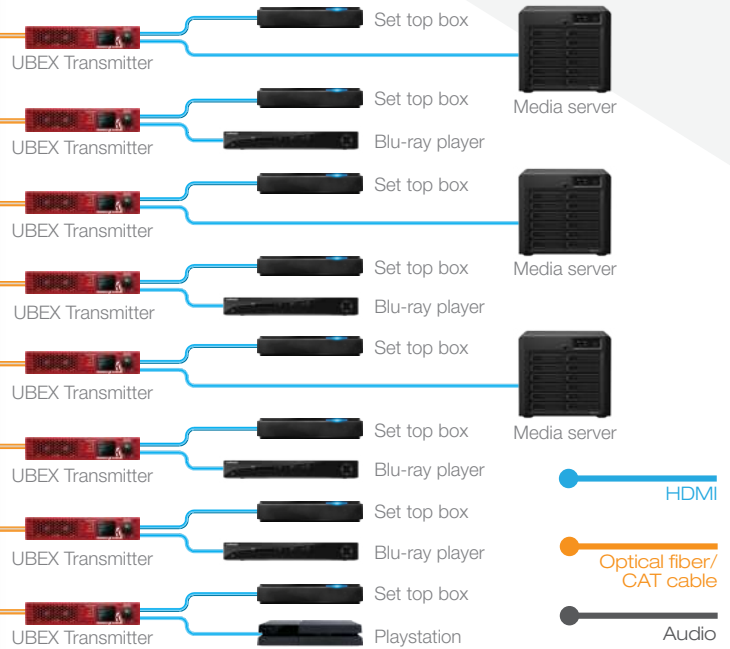 Set top box
UBEX Transmitter
Media server
Set top box
UBEX Transmitter
Blu-ray player
Set top box
UBEX Transmitter
Media server
Set top box
UBEX Transmitter
Blu-ray player
Set top box
UBEX Transmitter
Media server
Set top box
UBEX Transmitter
Blu-ray player
Set top box
UBEX Transmitter
Blu-ray player
Set top box
UBEX Transmitter
Playstation
HDMI
Optical fiber/
CAT cable
Audio